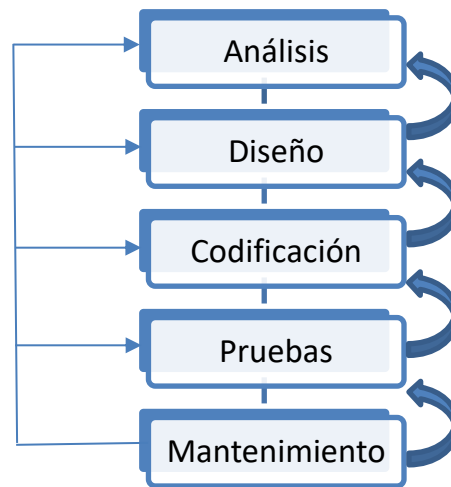 Análisis
Diseño
Codificación
Pruebas
Mantenimiento